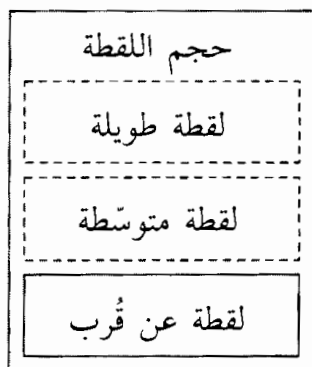 حجم اللقطة
لقطة طويلة
لقطة متوسّطة
لقطة عن قُرب